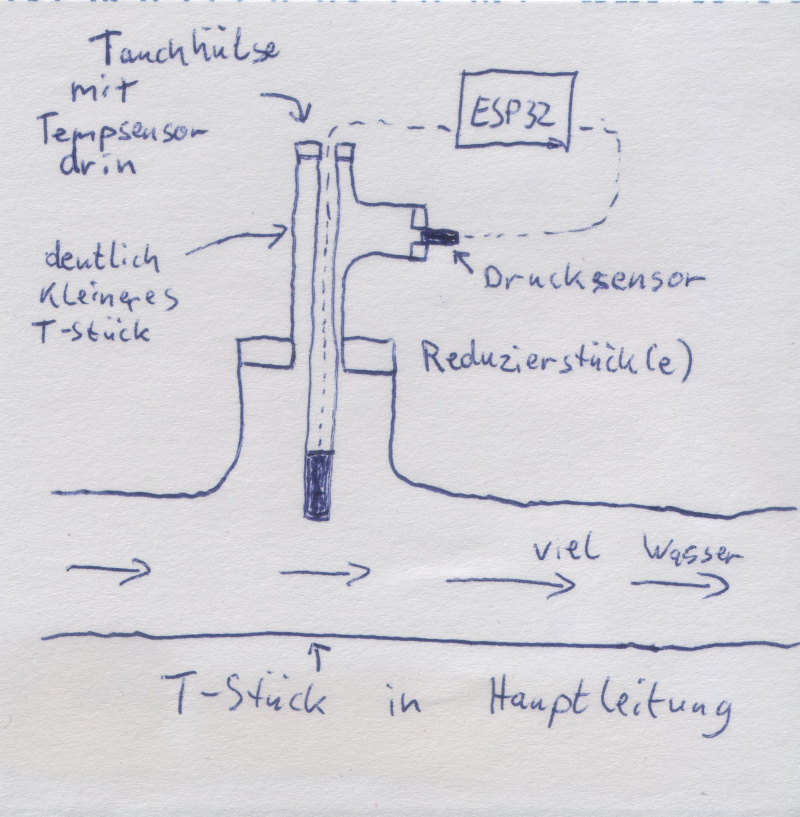 Tauchhülse
mit
Tempsensor
drin
ESP32
deutlich
kleineres
T-Stück
Drucksensor
Reduzierstück(e)
viel Wasser
T-Stück in Hauptleitung